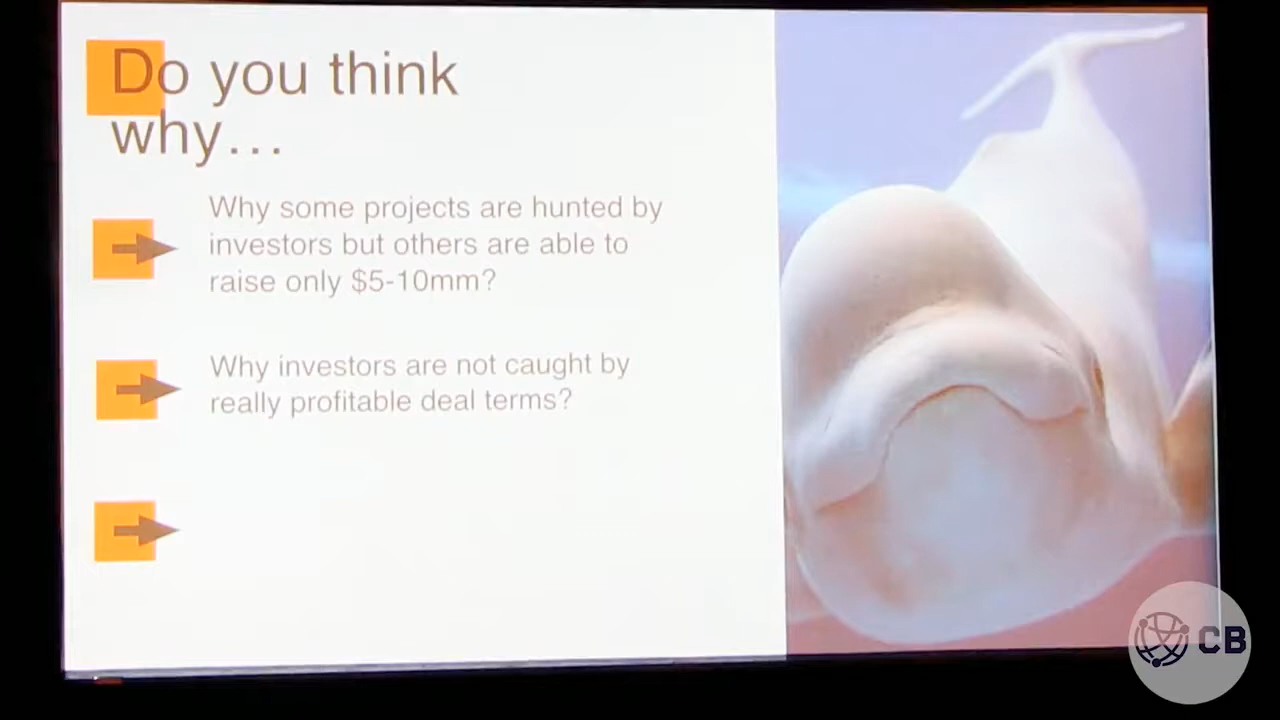 Do you think
why…
Why some projects are hunted by
investors but others are able to
raise only $5-10mm?
Why investors are not caught by
really profitable deal terms?
CB